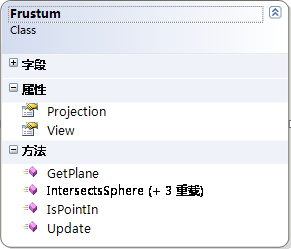 Frustum
Class
字段
属性
Projection
View
方法
GetPlane
IntersectsSphere (+ 3 重载)
IsPointIn
Update